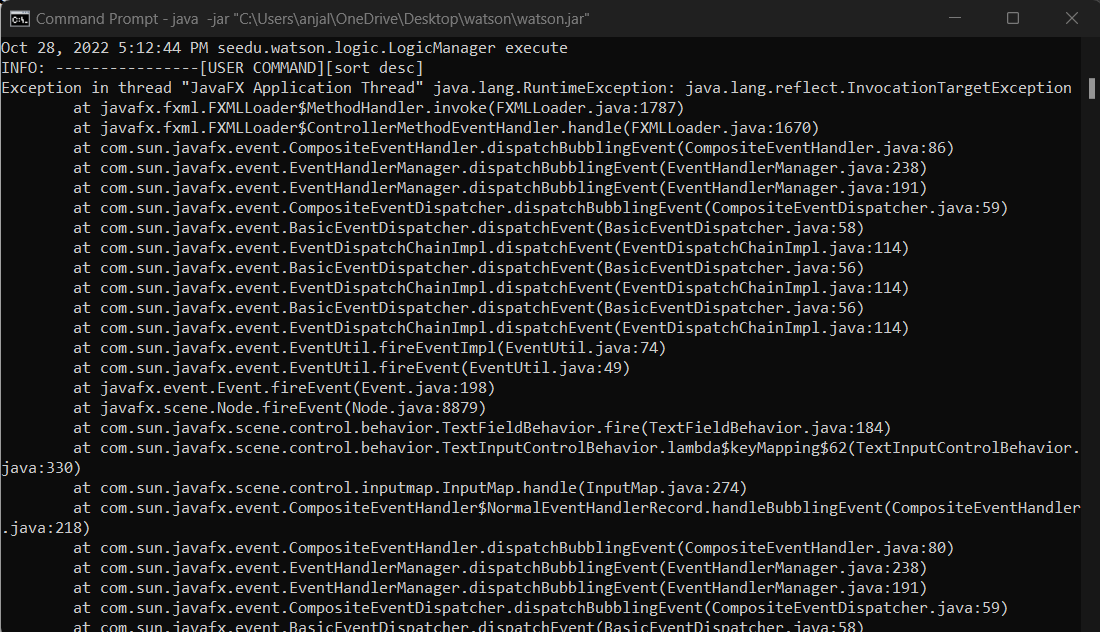 Command Prompt - java  -jar "C:\Users\anjal\OneDrive\Desktop\watson\watson.jar"
Oct 28, 2022 5:12:44 PM seedu.watson.logic.LogicManager execute
INFO: ----------------[USER COMMAND][sort desc]
Exception in thread "JavaFX Application Thread" java.lang.RuntimeException: java.lang.reflect.InvocationTargetException
        at javafx.fxml.FXMLLoader$MethodHandler.invoke(FXMLLoader.java:1787)
        at javafx.fxml.FXMLLoader$ControllerMethodEventHandler.handle(FXMLLoader.java:1670)
        at com.sun.javafx.event.CompositeEventHandler.dispatchBubblingEvent(CompositeEventHandler.java:86)
        at com.sun.javafx.event.EventHandlerManager.dispatchBubblingEvent(EventHandlerManager.java:238)
        at com.sun.javafx.event.EventHandlerManager.dispatchBubblingEvent(EventHandlerManager.java:191)
        at com.sun.javafx.event.CompositeEventDispatcher.dispatchBubblingEvent(CompositeEventDispatcher.java:59)
        at com.sun.javafx.event.BasicEventDispatcher.dispatchEvent(BasicEventDispatcher.java:58)
        at com.sun.javafx.event.EventDispatchChainImpl.dispatchEvent(EventDispatchChainImpl.java:114)
        at com.sun.javafx.event.BasicEventDispatcher.dispatchEvent(BasicEventDispatcher.java:56)
        at com.sun.javafx.event.EventDispatchChainImpl.dispatchEvent(EventDispatchChainImpl.java:114)
        at com.sun.javafx.event.BasicEventDispatcher.dispatchEvent(BasicEventDispatcher.java:56)
        at com.sun.javafx.event.EventDispatchChainImpl.dispatchEvent(EventDispatchChainImpl.java:114)
        at com.sun.javafx.event.EventUtil.fireEventImpl(EventUtil.java:74)
        at com.sun.javafx.event.EventUtil.fireEvent(EventUtil.java:49)
        at javafx.event.Event.fireEvent(Event.java:198)
        at javafx.scene.Node.fireEvent(Node.java:8879)
        at com.sun.javafx.scene.control.behavior.TextFieldBehavior.fire(TextFieldBehavior.java:184)
        at com.sun.javafx.scene.control.behavior.TextInputControlBehavior.lambda$keyMapping$62(TextInputControlBehavior.
java:330)
        at com.sun.javafx.scene.control.inputmap.InputMap.handle(InputMap.java:274)
        at com.sun.javafx.event.CompositeEventHandler$NormalEventHandlerRecord.handleBubblingEvent(CompositeEventHandler
.java:218)
        at com.sun.javafx.event.CompositeEventHandler.dispatchBubblingEvent(CompositeEventHandler.java:80)
        at com.sun.javafx.event.EventHandlerManager.dispatchBubblingEvent(EventHandlerManager.java:238)
        at com.sun.javafx.event.EventHandlerManager.dispatchBubblingEvent(EventHandlerManager.java:191)
        at com.sun.javafx.event.CompositeEventDispatcher.dispatchBubblingEvent(CompositeEventDispatcher.java:59)
        at com.sun.javafx.event.BasicEventDispatcher.dispatchEvent(BasicEventDispatcher.java:58)